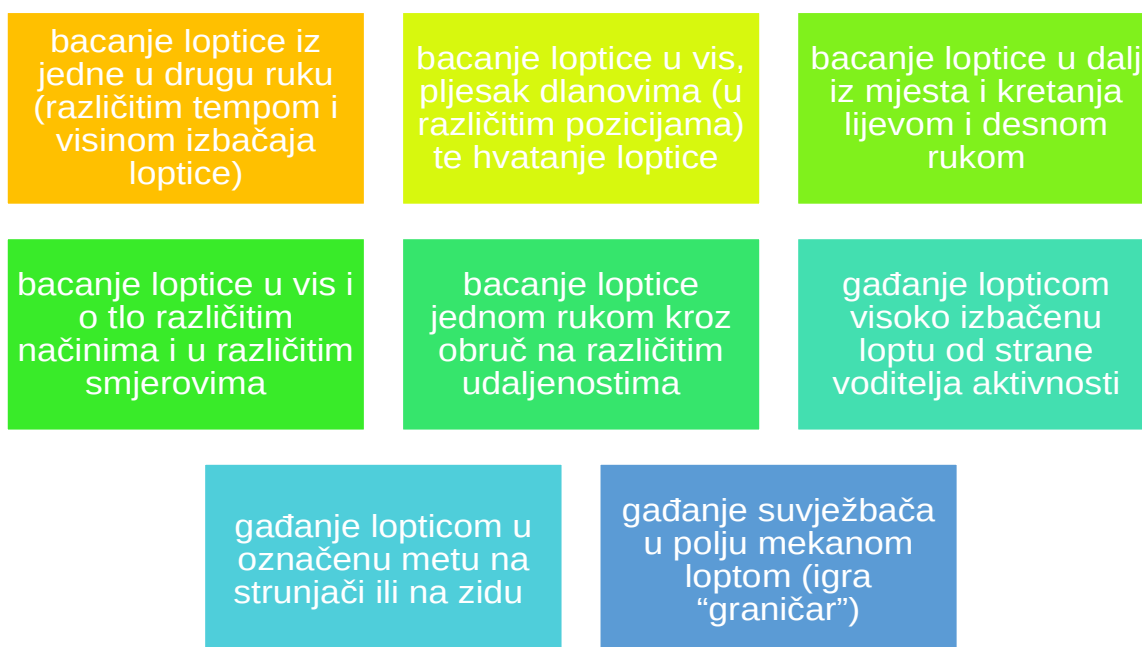 bacanje loptice iz
jedne u drugu ruku
(različitim tempom i
visinom izbačaja
loptice)
bacanje loptice u vis,
pljesak dlanovima (u
različitim pozicijama)
te hvatanje loptice
bacanje loptice u dalj
iz mjesta i kretanja
lijevom i desnom
rukom
bacanje loptice u vis i
o tlo različitim
načinima i u različitim
smjerovima
bacanje loptice
jednom rukom kroz
obruč na različitim
udaljenostima
gađanje lopticom
visoko izbačenu
loptu od strane
voditelja aktivnosti
gađanje lopticom u
označenu metu na
strunjači ili na zidu
gađanje suvježbača
u polju mekanom
loptom (igra
“graničar”)